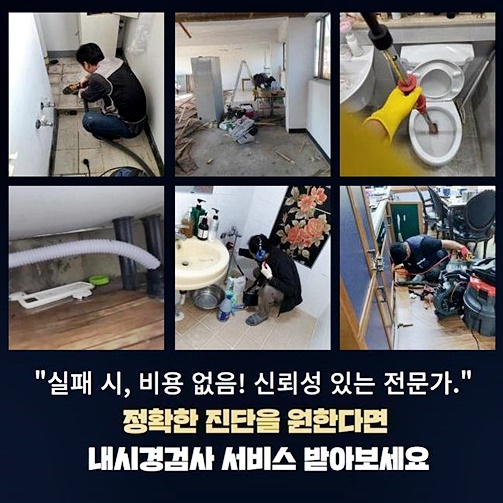 "실패 시, 비용 없음! 신뢰성 있는 전문가."
정확한 진단을 원한다면
내시경검사 서비스 받아보세요